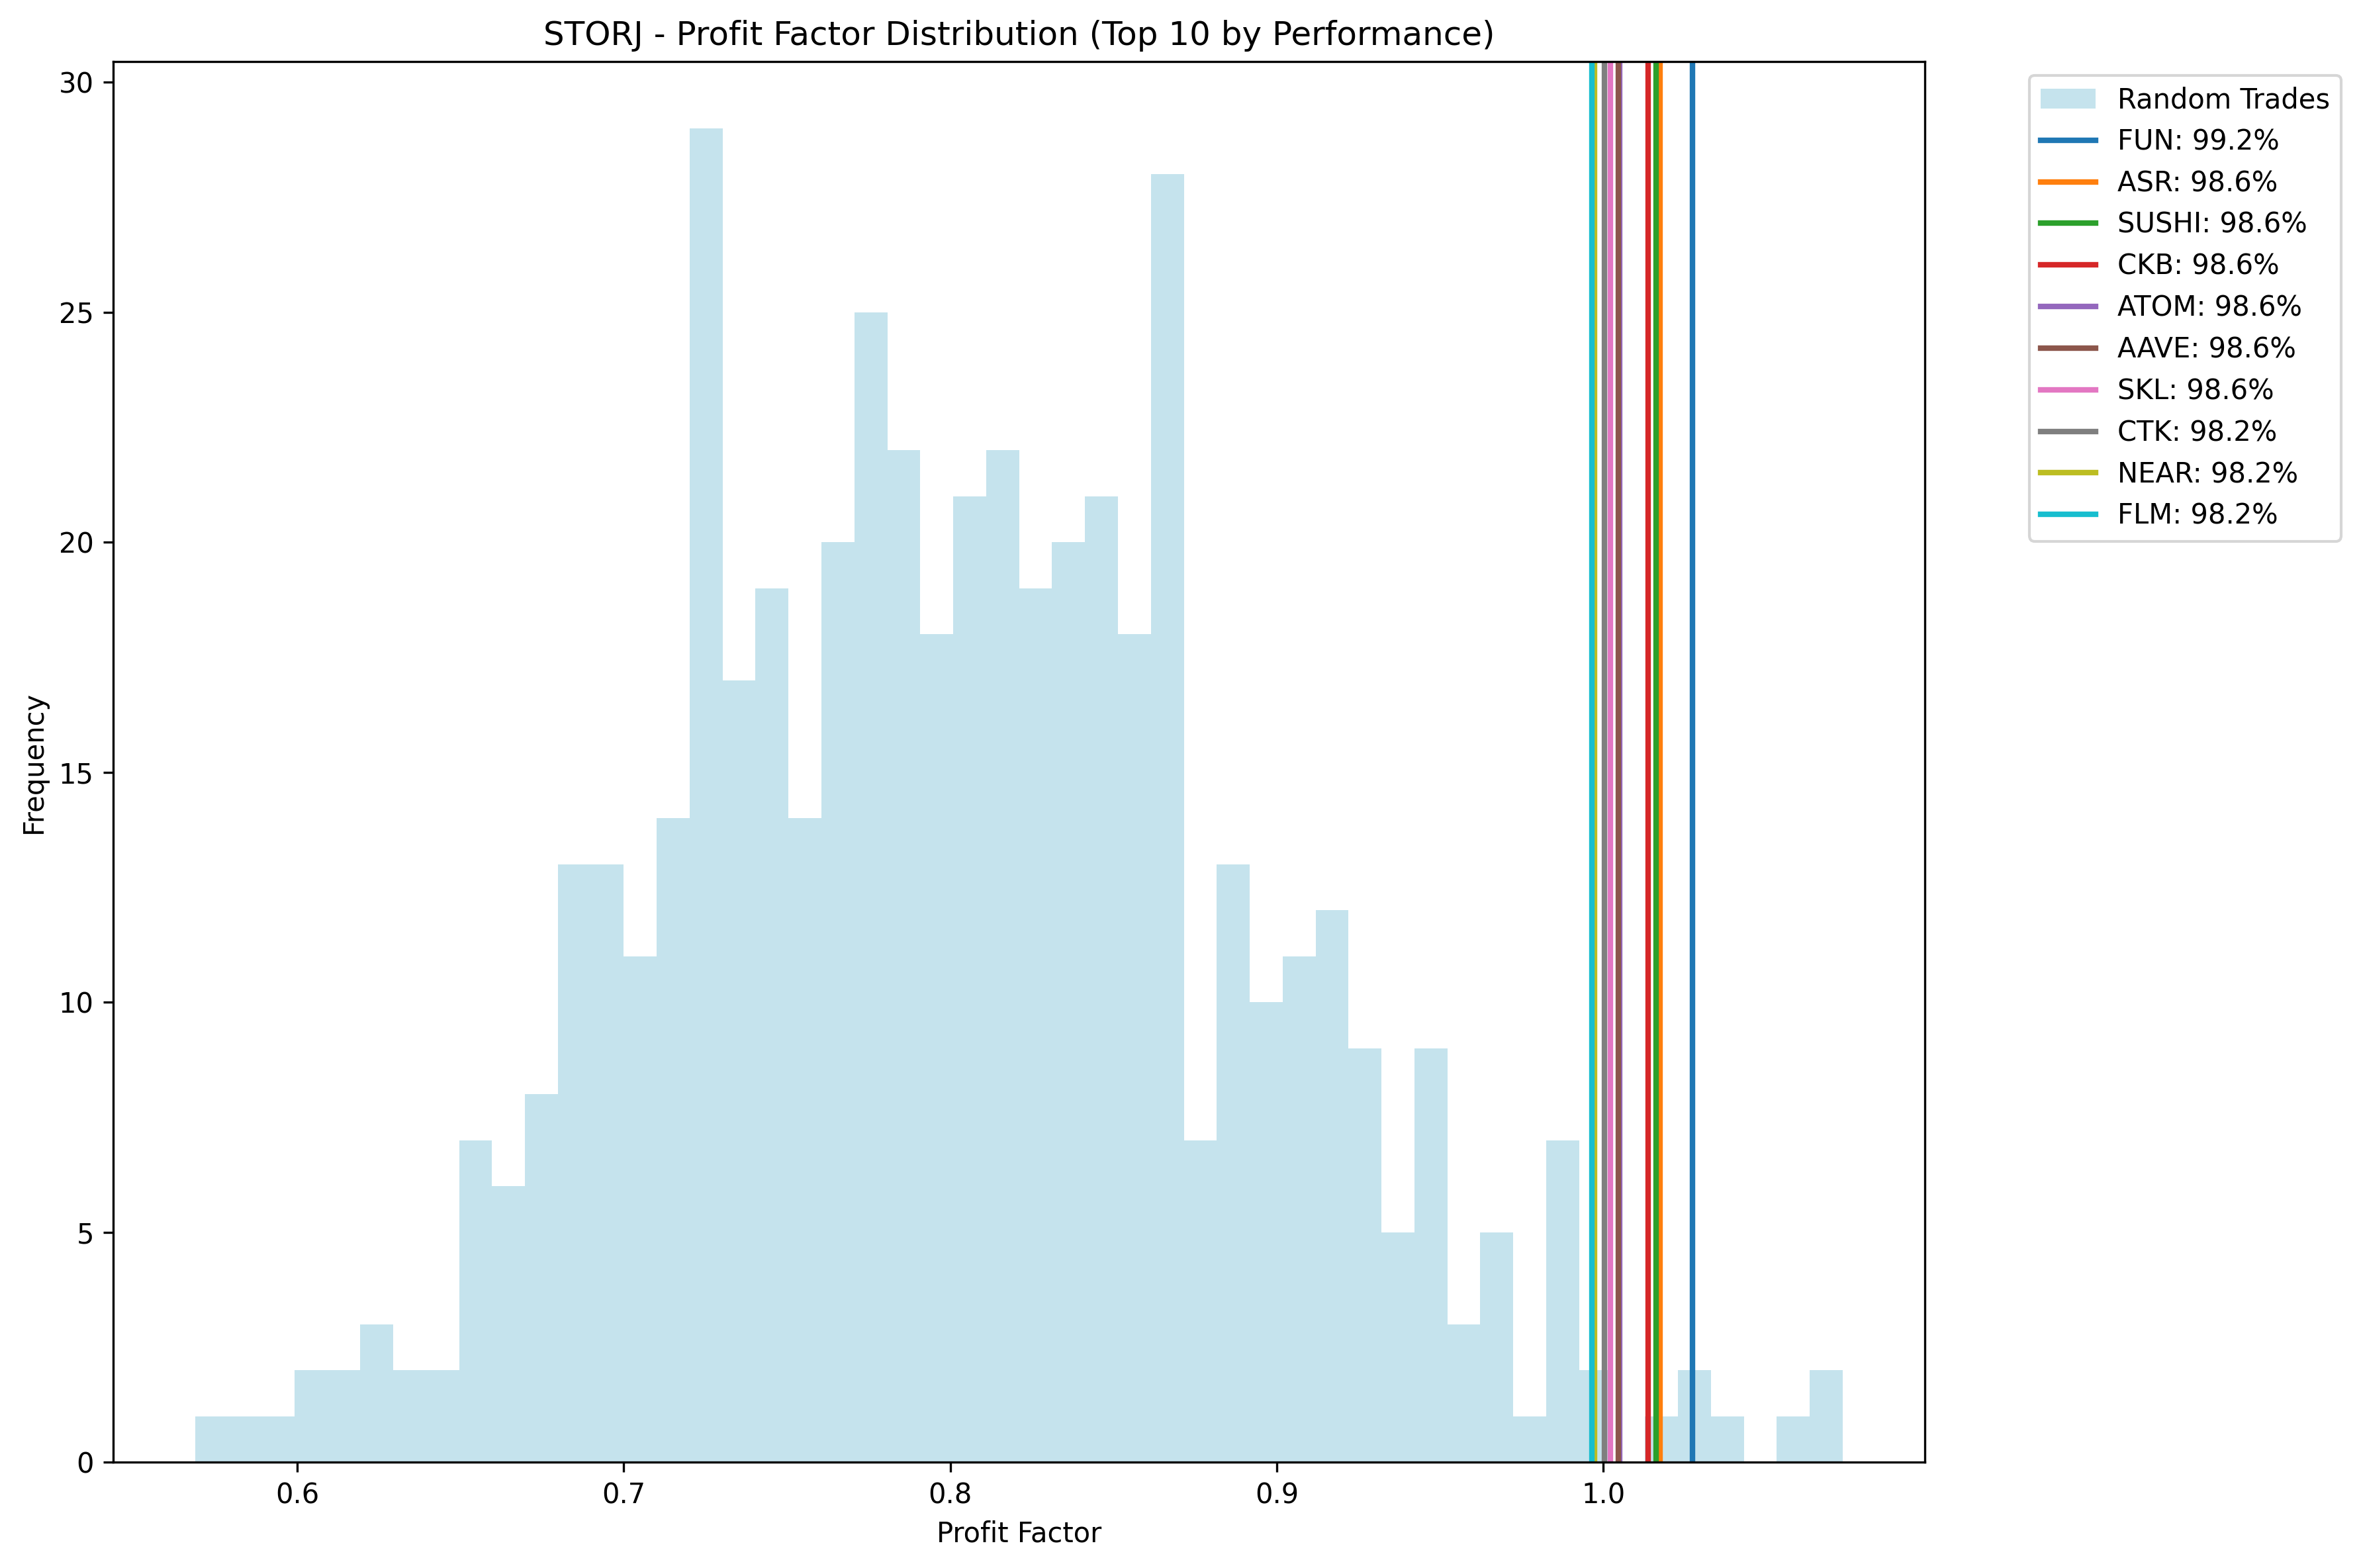 STORJ - Profit Factor Distribution (Top 10 by Performance)
30
25
20
15
10
5
0
Frequency
0.6
0.7
0.8
0.9
1.0
Profit Factor
Random Trades
FUN: 99.2%
ASR: 98.6%
SUSHI: 98.6%
CKB: 98.6%
ATOM: 98.6%
AAVE: 98.6%
SKL: 98.6%
CTK: 98.2%
NEAR: 98.2%
FLM: 98.2%